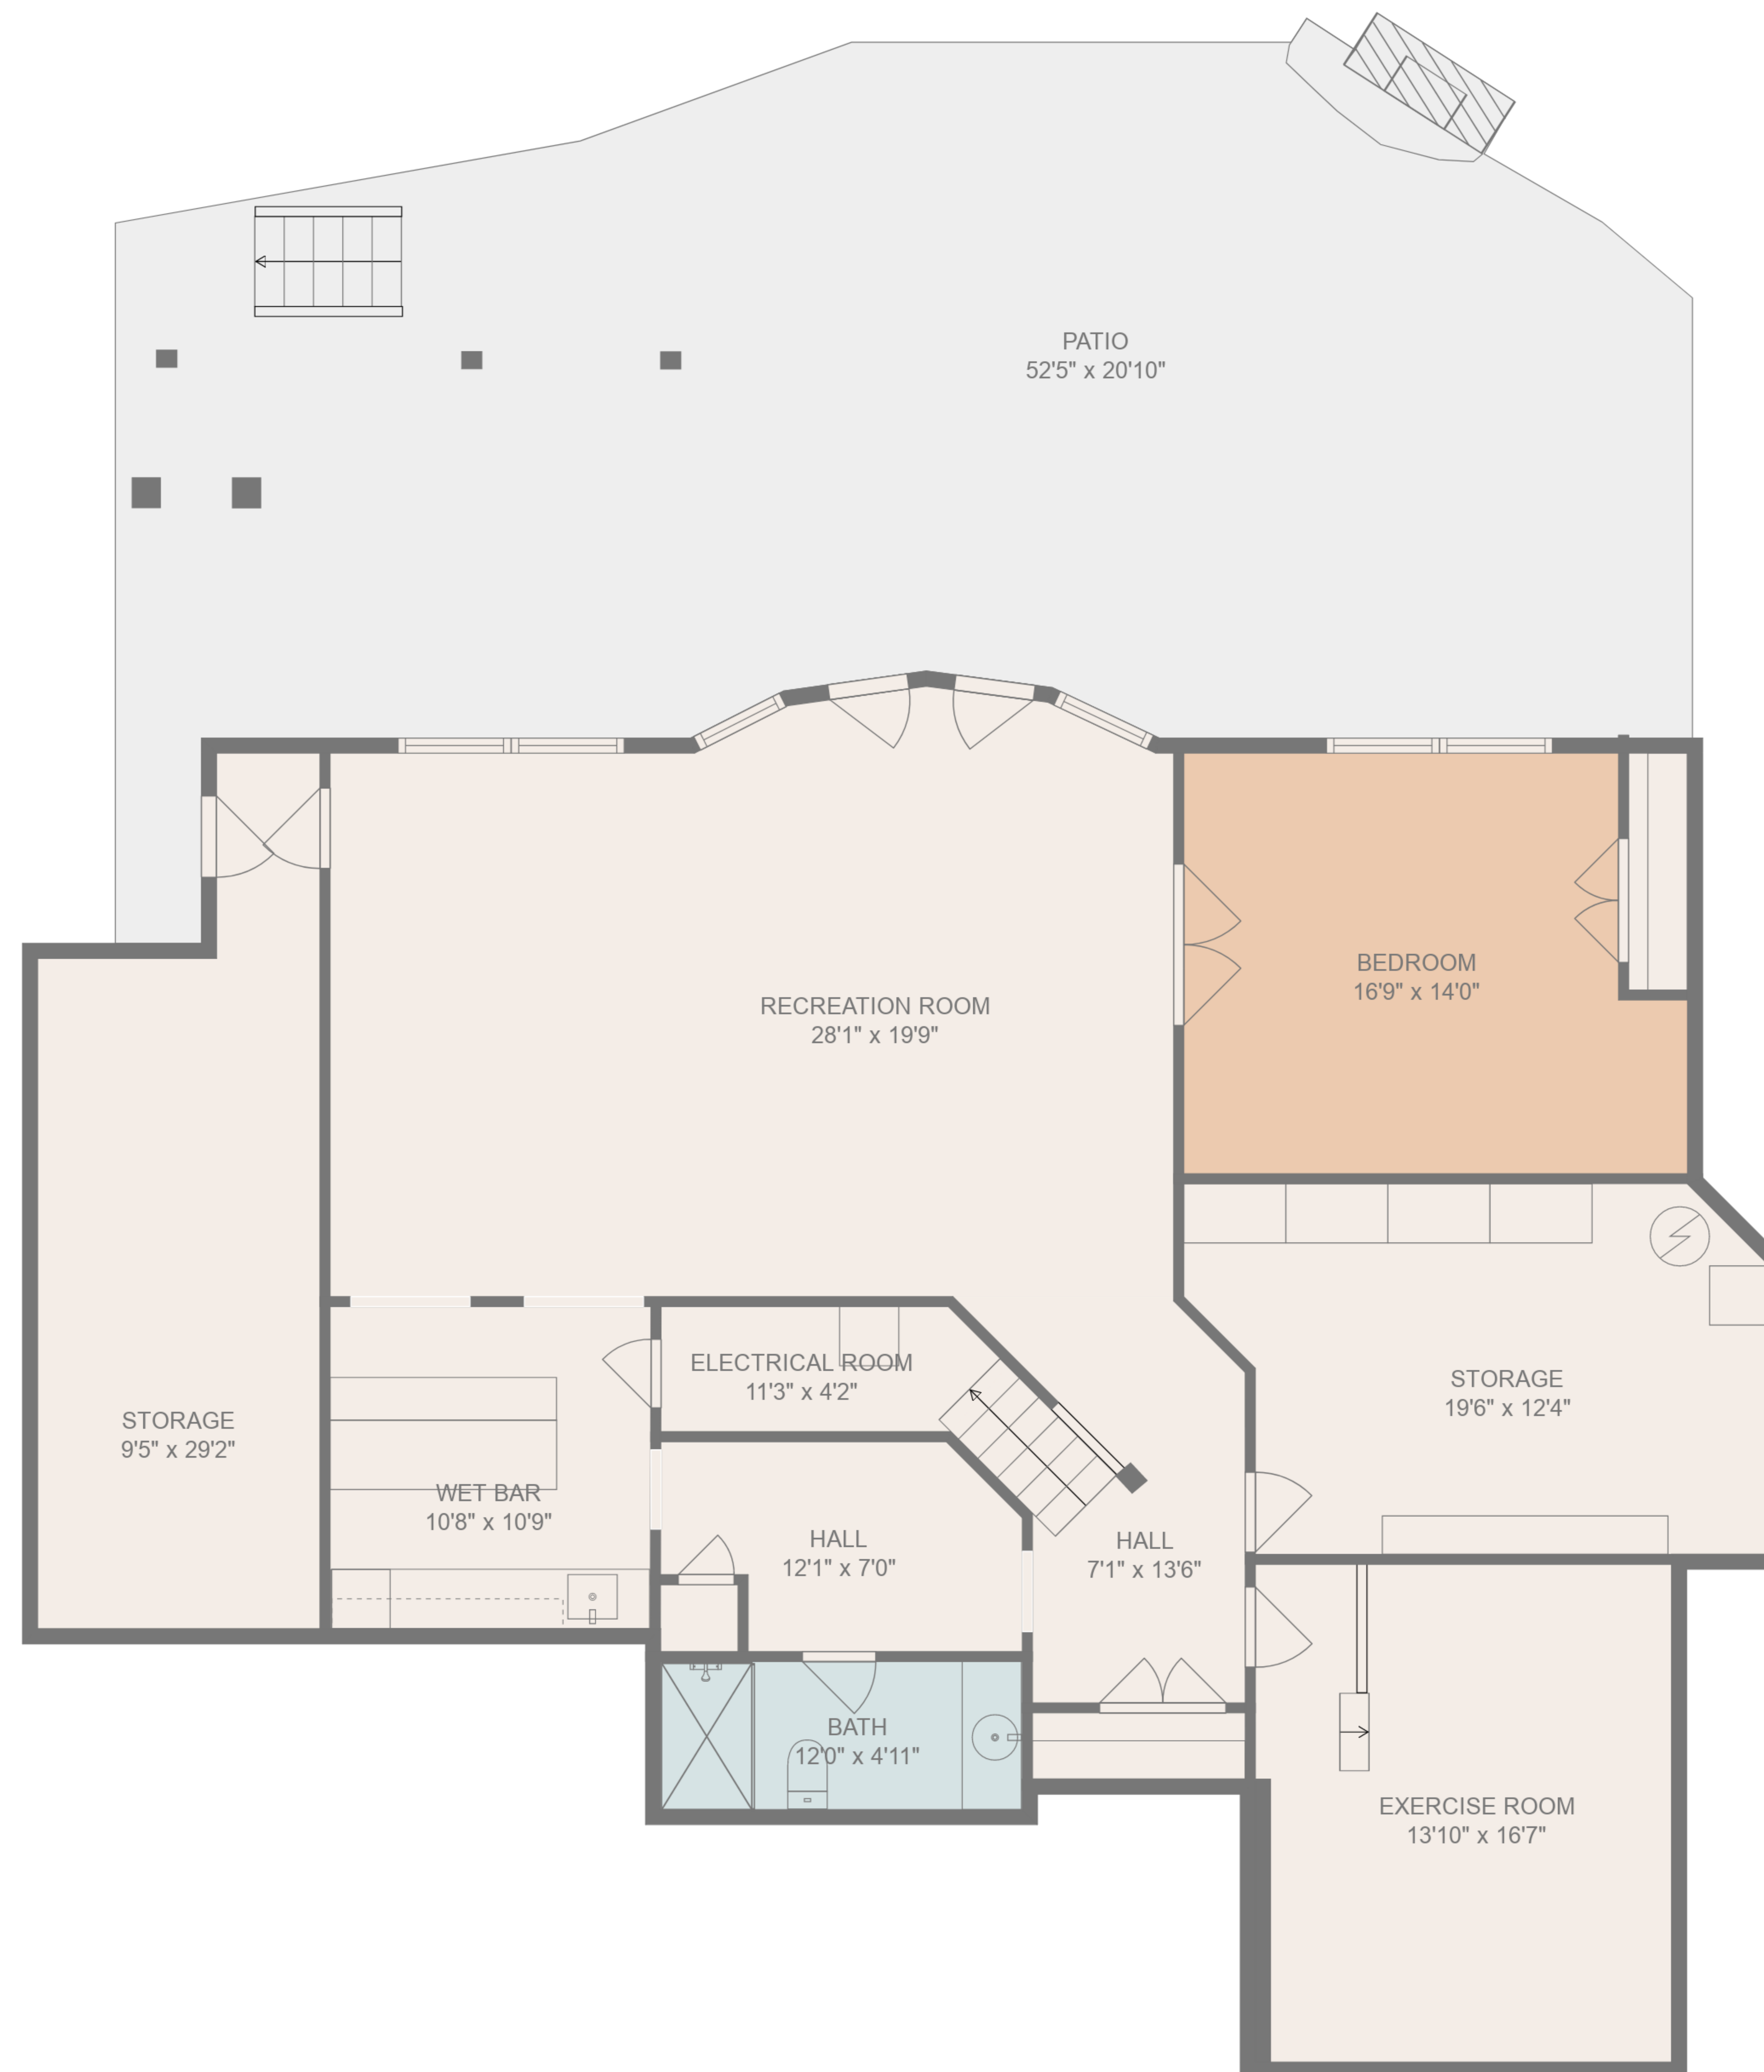 PATIO
52'5" x 20'10"
BEDROOM
16'9" x 14'0"
RECREATION ROOM
28'1" x 19'9"
ELECTRICAL ROOM
11'3" x 4'2"
STORAGE
19'6" x 12'4"
STORAGE
9'5" x 29'2"
WET BAR
10'8" x 10'9"
HALL
12'1" x 7'0"
HALL
7'1" x 13'6"
BATH
12'0" x 4'11"
EXERCISE ROOM
13'10" x 16'7"